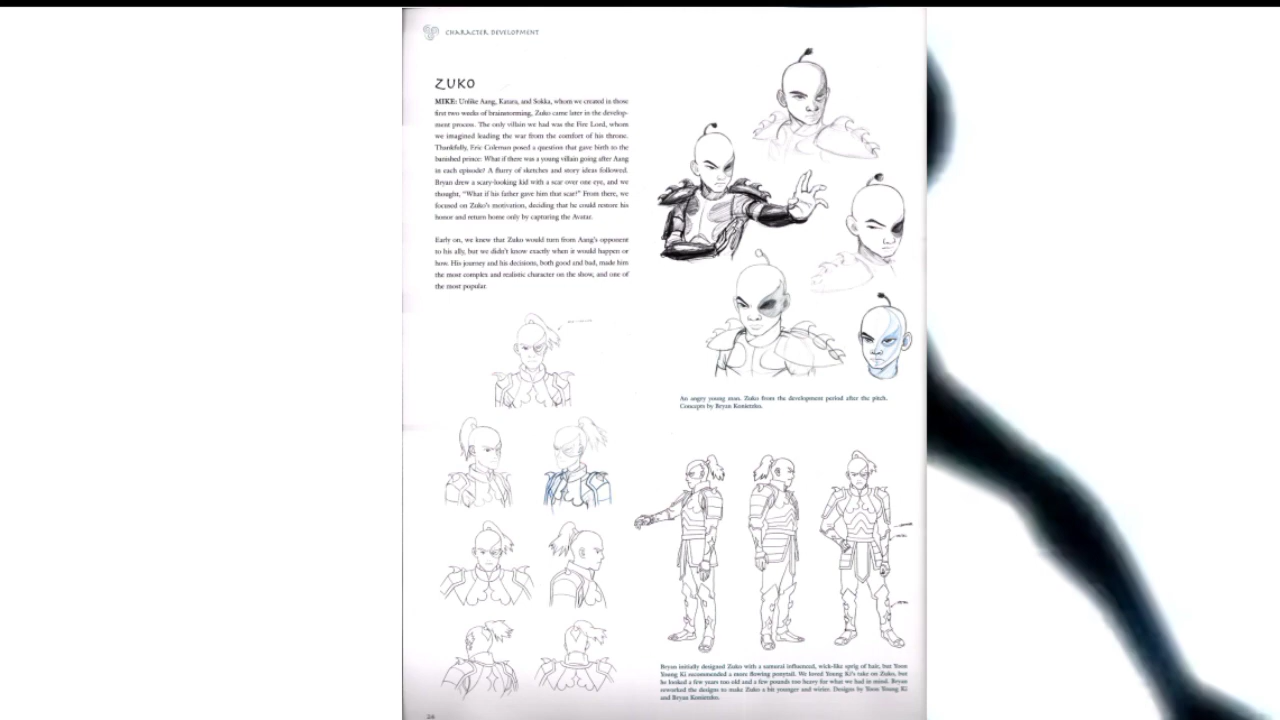 CHARACTER DEVELOPMENT
ZUKO
MIKE: Unlike Aang, Katara, and Sokka, whom we created in those
first two weeks of brainstorming, Zuko came later in the develop-
ment process. The only villain we had was the Fire Lord, whom
we imagined leading the war from the comfort of his throne.
Thankfully, Eric Coleman posed a question that gave birth to the
banished prince: What if there was a young villain going after Aang
in each episode? A flurry of sketches and story ideas followed.
Bryan drew a scary-looking kid with a scar over one eye, and we
thought, "What if his father gave him that scar?" From there, we
focused on Zuko's motivation, deciding that he could restore his
honor and return home only by capturing the Avatar.
Early on, we knew that Zuko would turn from Aang's opponent
to his ally, but we didn't know exactly when it would happen or
how. His journey and his decisions, both good and bad, made him
the most complex and realistic character on the show, and one of
the most popular.
An angry young man. Zuko from the development period after the pitch.
Concepts by Bryan Konietzko.
Bryan initially designed Zuko with a samurai-influenced, wick-like sprig of hair, but Yoon
Young Ki recommended a more flowing ponytail. We loved Young Ki's take on Zuko, but
he looked a few years too old and a few pounds too heavy for what we had in mind. Bryan
reworked the designs to make Zuko a bit younger and wirier. Designs by Yoon Young Ki
and Bryan Konietzko.
24